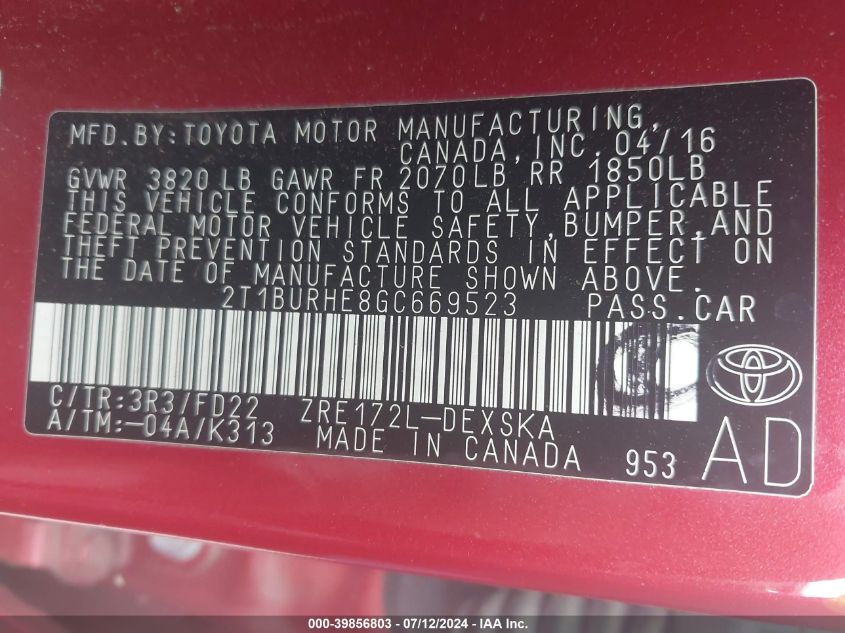 MFD.BY:TOYOTA MOTOR MANUFACTURING,
CANADA,INC.04/16
GVWR 3820LB GAWR FR 2070LB RR 1850LB
THIS VEHICLE CONFORMS TO ALL APPLICABLE
FEDERAL MOTOR VEHICLE SAFETY,BUMPER,AND
THEFT PREVENTION STANDARDS IN EFFECT ON
THE DATE OF MANUFACTURE SHOWN ABOVE.
2T1BURHE8GC669523 PASS.CAR
C/TR:3R3/FD22 ZRE172L-DEXSKA
A/TM:-04A/K313 MADE IN CANADA 953 AD
000-39856803 - 07/12/2024 - IAA Inc.